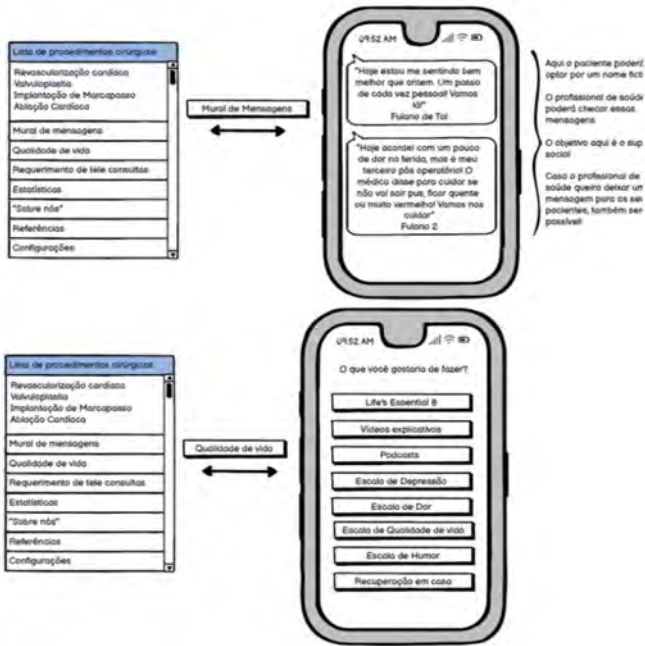 Lista de procedimentos cirúrgicos
Revascularização cardíaca
Valvuloplastia
Implantação de Marcapasso
Ablação Cardíaca
Mural de mensagens
Qualidade de vida
Requerimento de tele consultas
Estatísticas
"Sobre nós"
Referências
Configurações
Mural de Mensagens
09:52 AM
"Hoje estou me sentindo bem
melhor que ontem. Um passo
de cada vez pessoal! Vamos
lá!"
Fulano de Tal
"Hoje acordei com um pouco
de dor na ferida, mas é meu
terceiro pós operatório! O
médico disse para cuidar se
não vai sair pus, ficar quente
ou muito vermelho! Vamos nos
cuidar"
Fulano 2
Aqui o paciente poderá
optar por um nome fictí
O profissional de saúde
poderá checar essas
mensagens
O objetivo aqui é o sup
social
Caso o profissional de
saúde queira deixar um
mensagem para os seu
pacientes, também ser
possível!
Lista de procedimentos cirúrgicos
Revascularização cardíaca
Valvuloplastia
Implantação de Marcapasso
Ablação Cardíaca
Mural de mensagens
Qualidade de vida
Requerimento de tele consultas
Estatísticas
"Sobre nós"
Referências
Configurações
Qualidade de vida
09:52 AM
O que você gostaria de fazer?
Life's Essential 8
Vídeos explicativos
Podcasts
Escala de Depressão
Escala de Dor
Escala de Qualidade de vida
Escala de Humor
Recuperação em casa